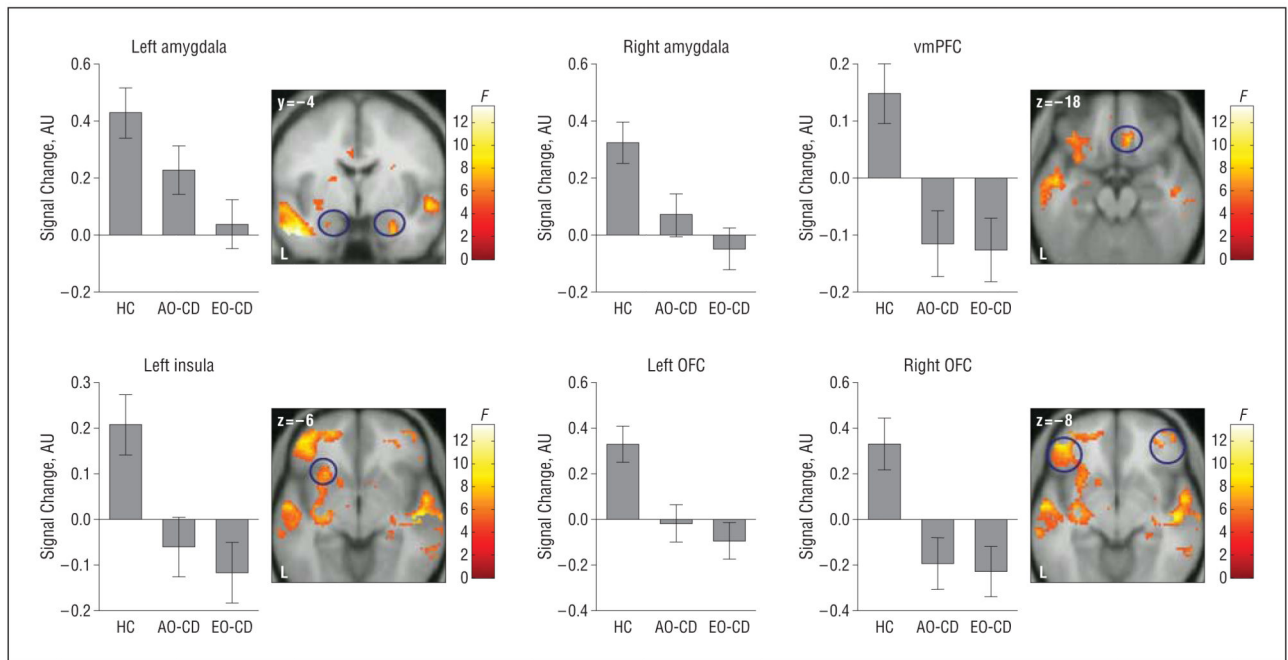 Left amygdala
0.6
0.4
0.2
0.0
−0.2
Signal Change, AU
HC AO-CD EO-CD
y=−4
L
F
12
10
8
6
4
2
0
Right amygdala
0.6
0.4
0.2
0.0
−0.2
Signal Change, AU
HC AO-CD EO-CD
vmPFC
0.2
0.1
0.0
−0.1
−0.2
Signal Change, AU
HC AO-CD EO-CD
z=−18
L
F
12
10
8
6
4
2
0
Left insula
0.3
0.2
0.1
0.0
−0.1
−0.2
Signal Change, AU
HC AO-CD EO-CD
z=−6
L
F
12
10
8
6
4
2
0
Left OFC
0.6
0.4
0.2
0.0
−0.2
−0.4
Signal Change, AU
HC AO-CD EO-CD
Right OFC
0.6
0.4
0.2
0.0
−0.2
−0.4
Signal Change, AU
HC AO-CD EO-CD
z=−8
L
F
12
10
8
6
4
2
0